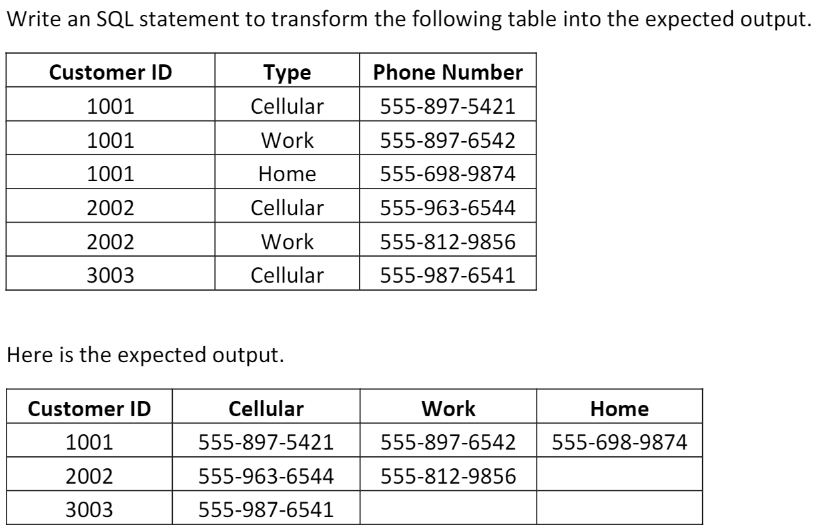 Write an SQL statement to transform the following table into the expected output.
Customer ID Type Phone Number
1001 Cellular 555-897-5421
1001 Work 555-897-6542
1001 Home 555-698-9874
2002 Cellular 555-963-6544
2002 Work 555-812-9856
3003 Cellular 555-987-6541
Here is the expected output.
Customer ID Cellular Work Home
1001 555-897-5421 555-897-6542 555-698-9874
2002 555-963-6544 555-812-9856
3003 555-987-6541